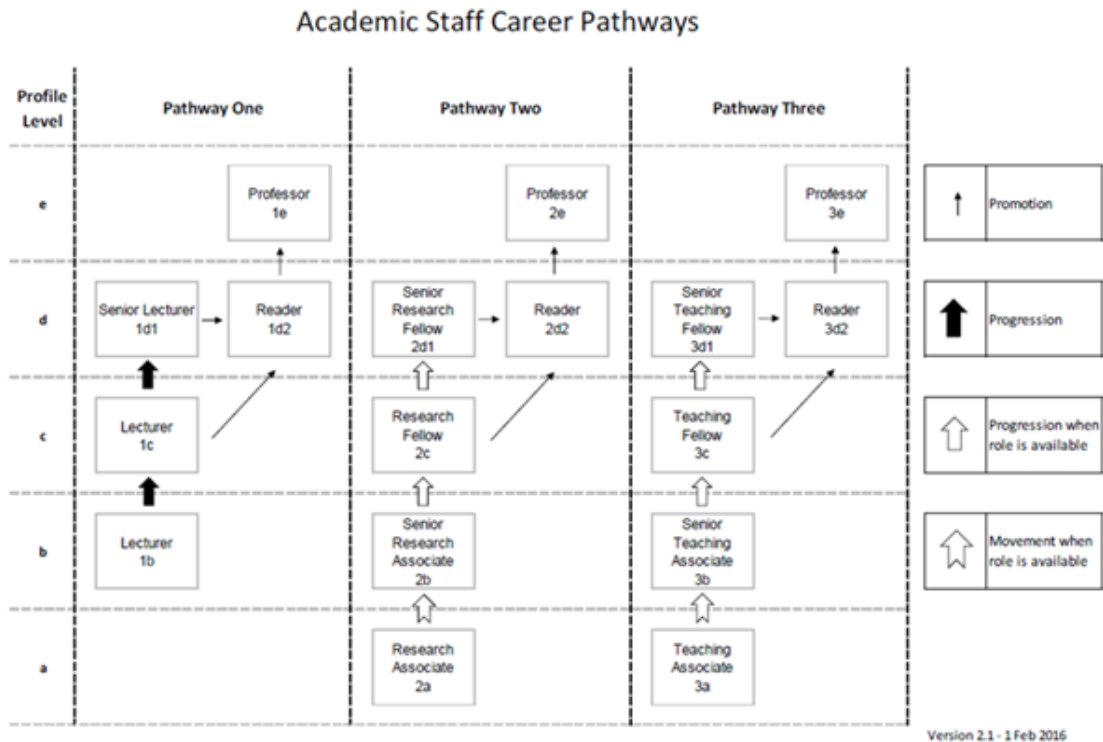 Academic Staff Career Pathways
Profile
Level
Pathway One
Pathway Two
Pathway Three
e
Professor
1e
Professor
2e
Professor
3e
Promotion
d
Senior Lecturer
1d1
Reader
1d2
Senior
Research
Fellow
2d1
Reader
2d2
Senior
Teaching
Fellow
3d1
Reader
3d2
Progression
c
Lecturer
1c
Research
Fellow
2c
Teaching
Fellow
3c
Progression when
role is available
b
Lecturer
1b
Senior
Research
Associate
2b
Senior
Teaching
Associate
3b
Movement when
role is available
a
Research
Associate
2a
Teaching
Associate
3a
Version 2.1 - 1 Feb 2016